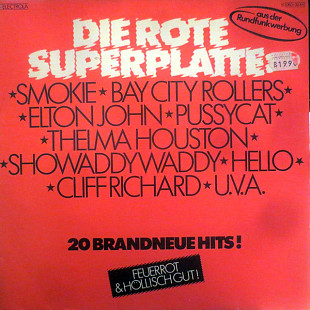 ELECTROLA
aus der
Rundfunkwerbung
DIE ROTE
SUPERPLATTE
*SMOKIE*BAY CITY ROLLERS*
*ELTON JOHN*PUSSYCAT*
*THELMA HOUSTON*
*SHOWADDYWADDY*HELLO*
*CLIFF RICHARD*U.V.A.
20 BRANDNEUE HITS!
FEUERROT
& HÖLLISCH GUT!